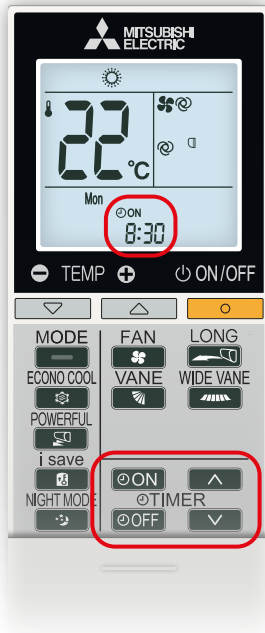 MITSUBISHI
ELECTRIC
22°C
Mon
ON
8:30
TEMP ON/OFF
MODE FAN LONG
ECONO COOL VANE WIDE VANE
POWERFUL
i save
ON
NIGHT MODE TIMER
OFF